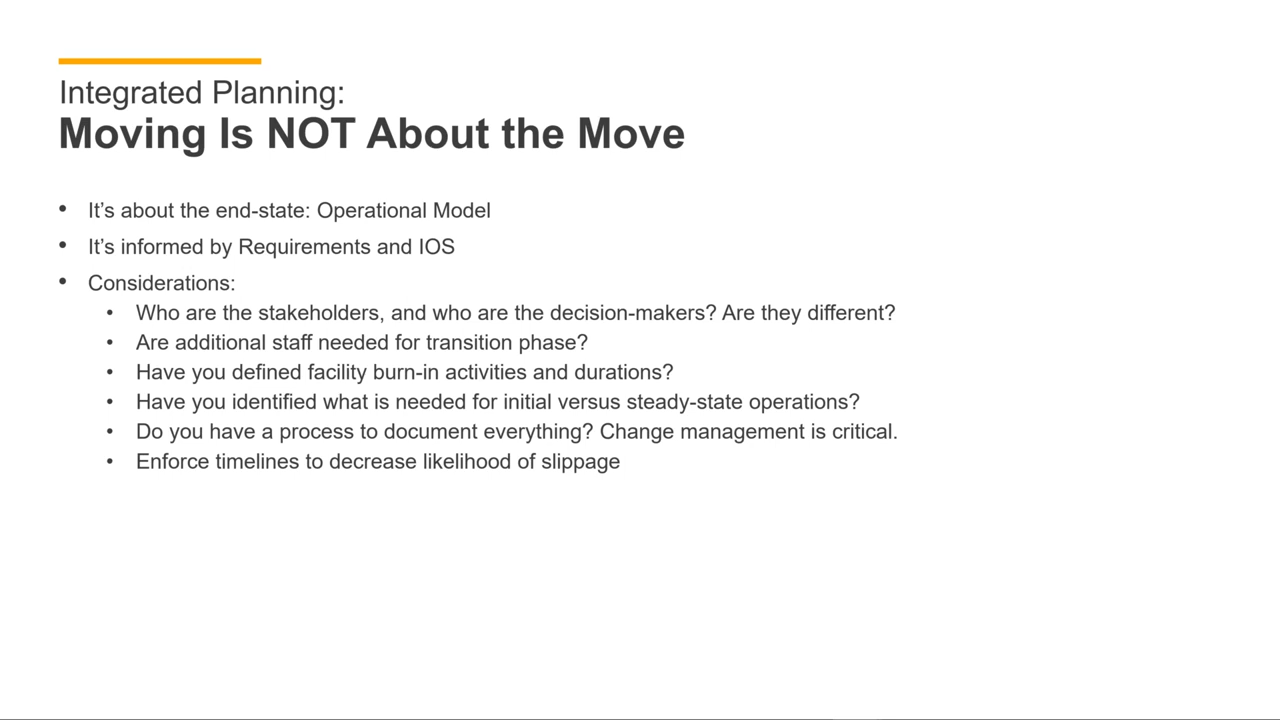 Integrated Planning:
Moving Is NOT About the Move
• It’s about the end-state: Operational Model
• It’s informed by Requirements and IOS
• Considerations:
• Who are the stakeholders, and who are the decision-makers? Are they different?
• Are additional staff needed for transition phase?
• Have you defined facility burn-in activities and durations?
• Have you identified what is needed for initial versus steady-state operations?
• Do you have a process to document everything? Change management is critical.
• Enforce timelines to decrease likelihood of slippage